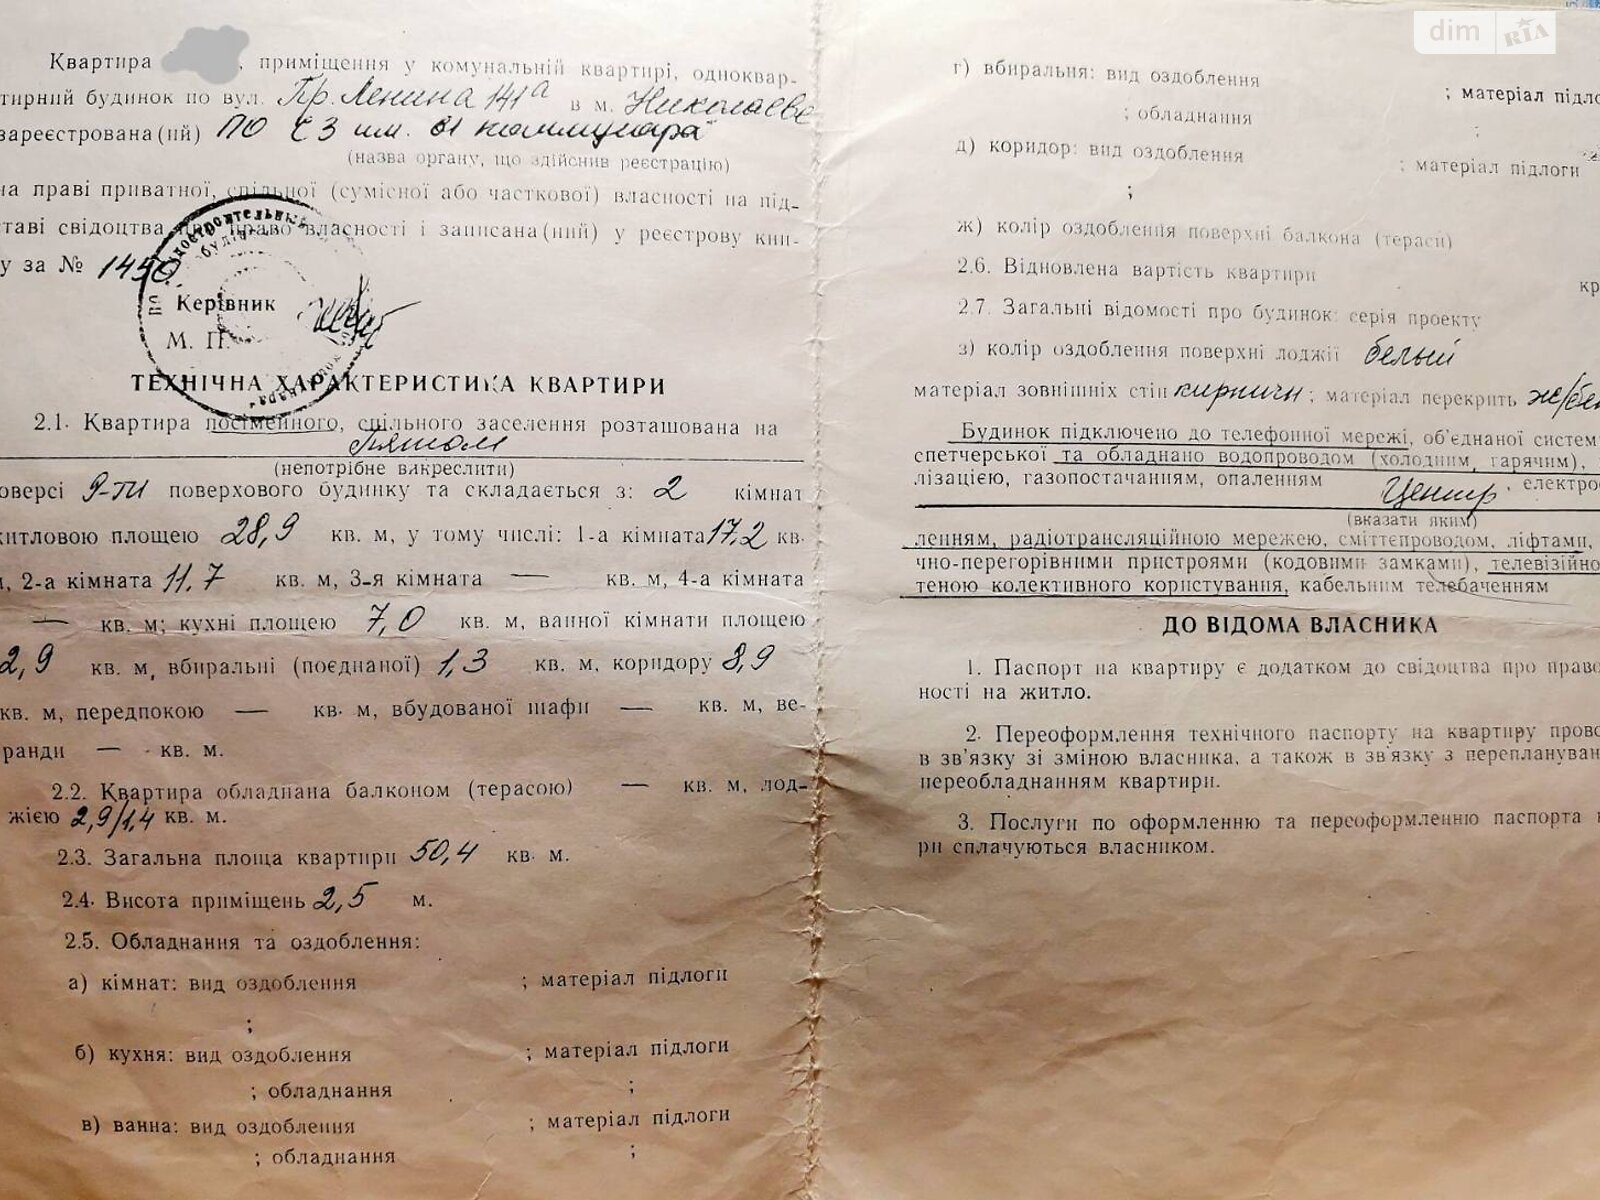 Квартира , приміщення у комунальній квартирі, одноквар-
тирний будинок по вул. Пр. Ленина 141а в м. Николаеве
зареєстрована(ий) ПО СЗ им. 61 коммунара"
(назва органу, що здійснив реєстрацію)
на праві приватної, спільної (сумісної або часткової) власності на під-
ставі свідоцтва про право власності і записана(ний) у реєстрову кни-
у за № 1450
Керівник
М. П.
ТЕХНІЧНА ХАРАКТЕРИСТИКА КВАРТИРИ
2.1. Квартира посімейного, спільного заселення розташована на
Пятом
(непотрібне викреслити)
поверсі 9-ти поверхового будинку та складається з: 2 кімнат
житловою площею 28,9 кв. м, у тому числі: 1-а кімната 17,2 кв.
м, 2-а кімната 11,7 кв. м, 3-я кімната — кв. м, 4-а кімната
— кв. м; кухні площею 7,0 кв. м, ванної кімнати площею
2,9 кв. м, вбиральні (поєднаної) 1,3 кв. м, коридору 8,9
кв. м, передпокою — кв. м, вбудованої шафи — кв. м, ве-
ранди — кв. м.
2.2. Квартира обладнана балконом (терасою) — кв. м, лод-
жією 2,9/1,4 кв. м.
2.3. Загальна площа квартири 50,4 кв. м.
2.4. Висота приміщень 2,5 м.
2.5. Обладнання та оздоблення:
а) кімнат: вид оздоблення ; матеріал підлоги
;
б) кухня: вид оздоблення ; матеріал підлоги
; обладнання ;
в) ванна: вид оздоблення ; матеріал підлоги
; обладнання ;
dim RIA
г) вбиральня: вид оздоблення ; матеріал підло
; обладнання ;
д) коридор: вид оздоблення ; матеріал підлоги
;
ж) колір оздоблення поверхні балкона (тераси)
2.6. Відновлена вартість квартири кр
2.7. Загальні відомості про будинок: серія проекту
з) колір оздоблення поверхні лоджії белый
матеріал зовнішніх стін кирпичн; матеріал перекрить ж/бе
Будинок підключено до телефонної мережі, об'єднаної систем
спетчерської та обладнано водопроводом (холодним, гарячим),
лізацією, газопостачанням, опаленням Центр. , електро
(вказати яким)
ленням, радіотрансляційною мережею, сміттєпроводом, ліфтами,
чно-перегорівними пристроями (кодовими замками), телевізійно
теною колективного користування, кабельним телебаченням
ДО ВІДОМА ВЛАСНИКА
1. Паспорт на квартиру є додатком до свідоцтва про право
ності на житло.
2. Переоформлення технічного паспорту на квартиру прово
в зв'язку зі зміною власника, а також в зв'язку з переплануван
переобладнанням квартири.
3. Послуги по оформленню та переоформленню паспорта
ри сплачуються власником.